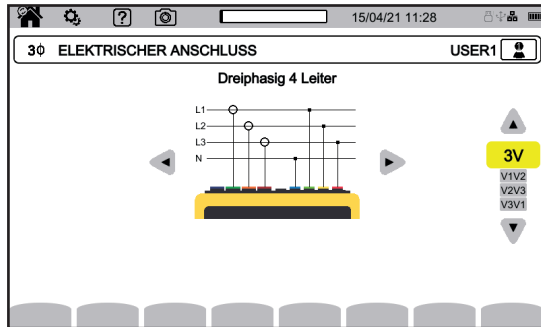 15/04/21 11:28
3ϕ ELEKTRISCHER ANSCHLUSS USER1
Dreiphasig 4 Leiter
L1
L2
L3
N
3V
V1V2
V2V3
V3V1